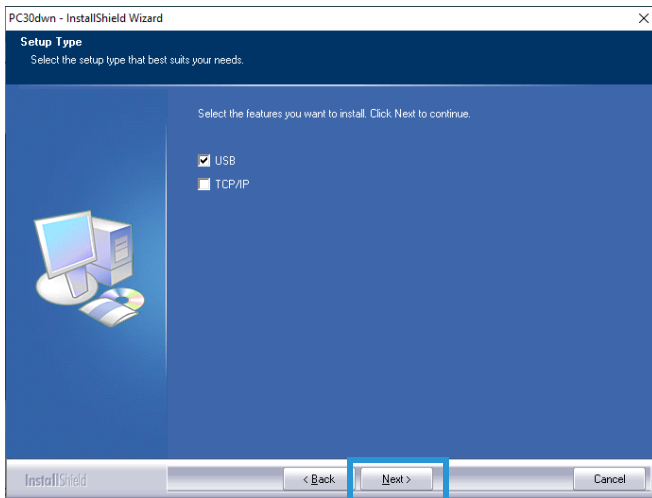 PC30dwn - InstallShield Wizard
Setup Type
Select the setup type that best suits your needs.
Select the features you want to install. Click Next to continue.
USB
TCP/IP
InstallShield
< Back
Next >
Cancel